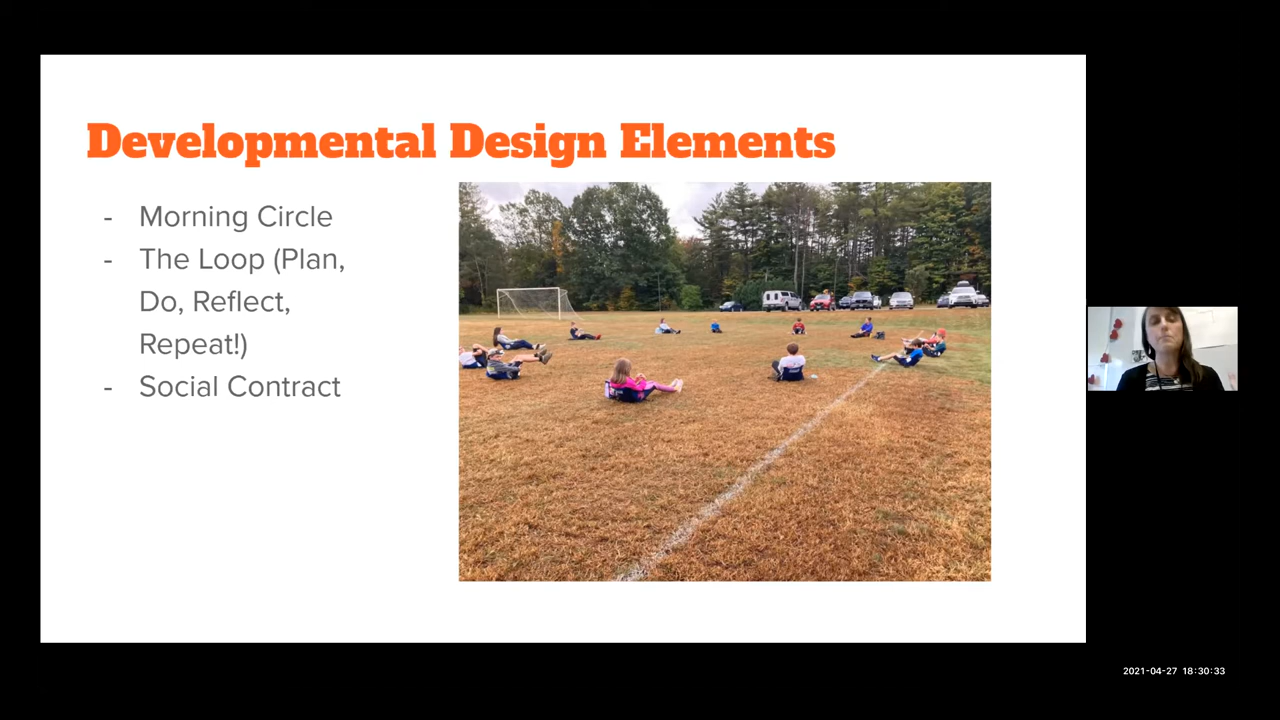 Developmental Design Elements
- Morning Circle
- The Loop (Plan,
Do, Reflect,
Repeat!)
- Social Contract
2021-04-27 18:30:33